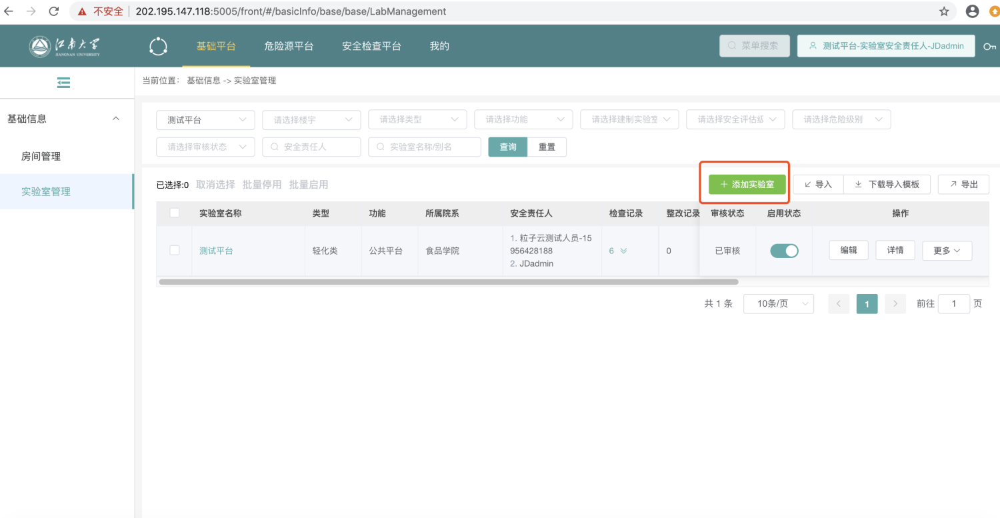 不安全 202.195.147.118:5005/front/#/basicInfo/base/base/LabManagement
江南大学
JIANGNAN UNIVERSITY
基础平台 危险源平台 安全检查平台 我的 菜单搜索 测试平台-实验室安全责任人-JDadmin
当前位置： 基础信息 -> 实验室管理
基础信息
房间管理
实验室管理
测试平台 请选择楼宇 请选择类型 请选择功能 请选择建制实验室 请选择安全评估级 请选择危险级别
请选择审核状态 安全责任人 实验室名称/别名 查询 重置
已选择:0 取消选择 批量停用 批量启用 添加实验室 导入 下载导入模板 导出
实验室名称 类型 功能 所属院系 安全责任人 检查记录 整改记录 审核状态 启用状态 操作
测试平台 轻化类 公共平台 食品学院 1. 粒子云测试人员-15
956428188
2. JDadmin
6 0 已审核 编辑 详情 更多
共 1 条 10条/页 1 前往 1 页